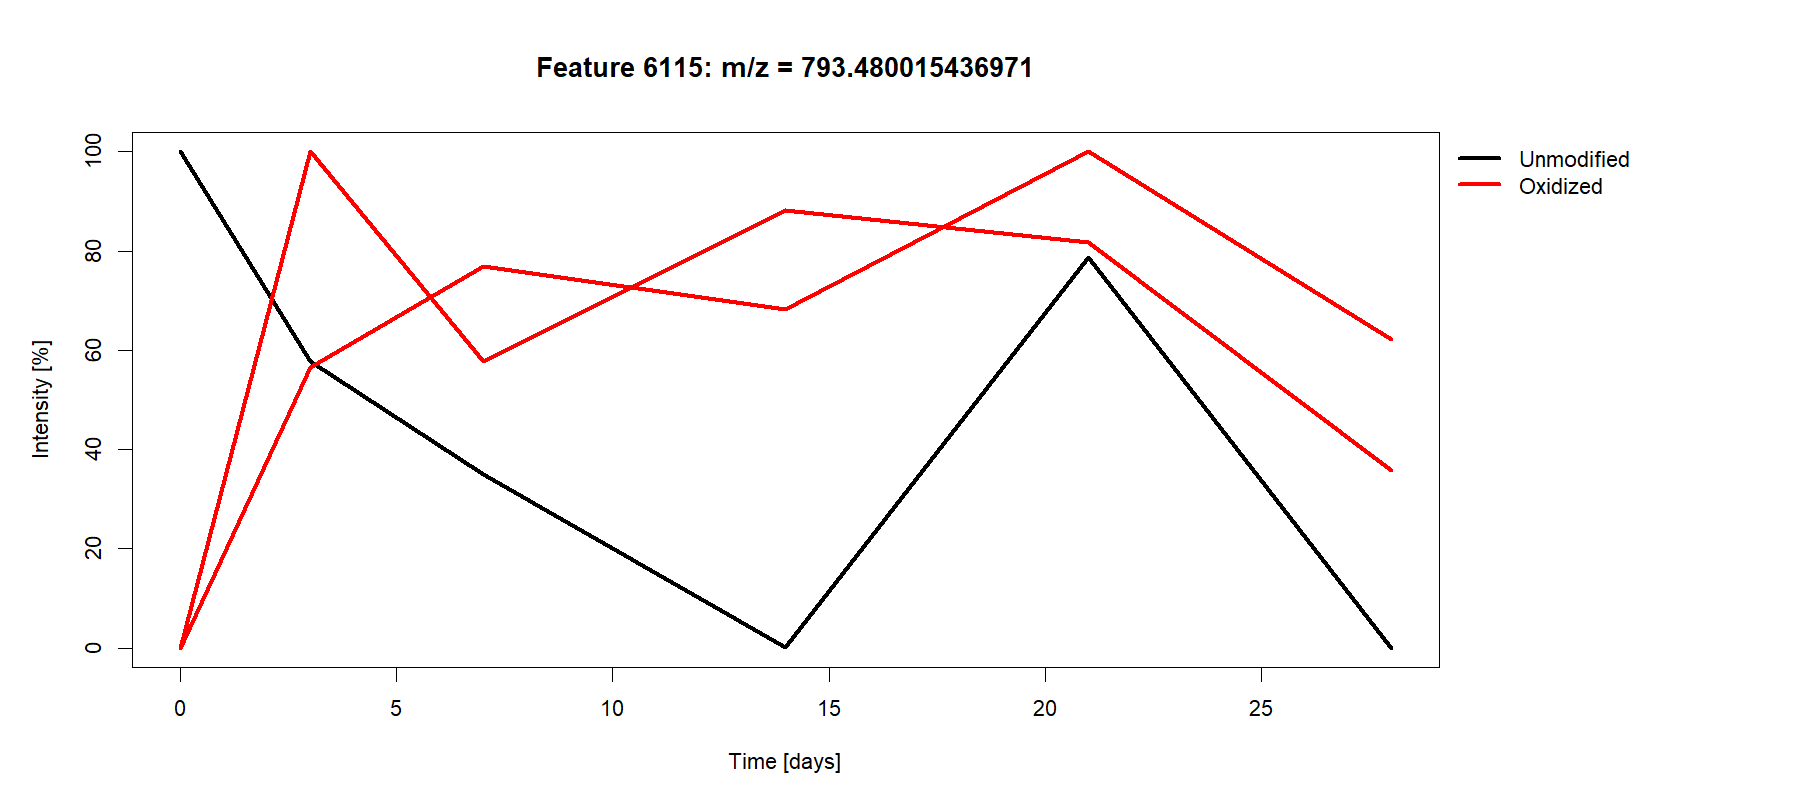 Feature 6115: m/z = 793.480015436971
Unmodified
Oxidized
Intensity [%]
100
80
60
40
20
0
0 5 10 15 20 25
Time [days]